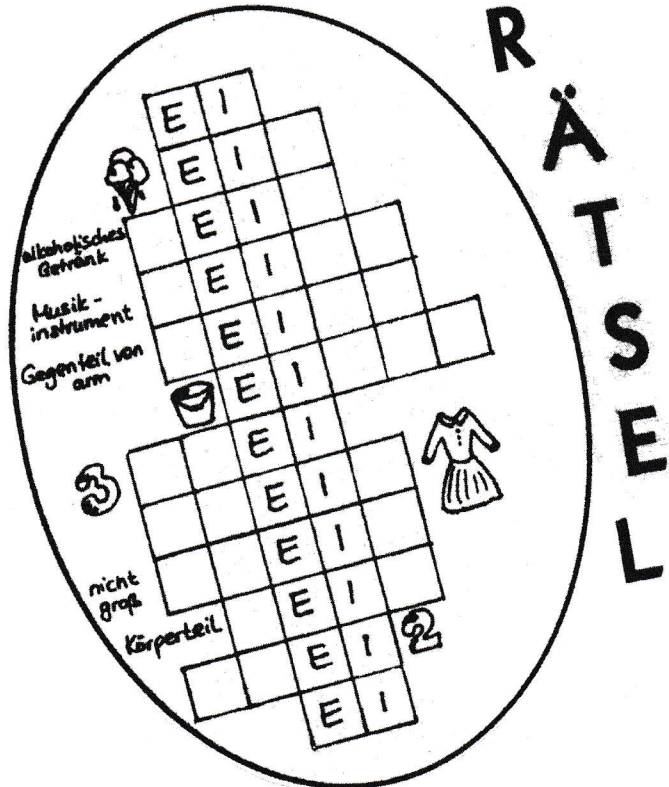 RÄTSEL
E I
E I
alkoholisches
Getränk
E I
Musik-
instrument
E I
Gegenteil von
arm
E I
E I
E I
3
E I
E I
nicht
groß
E I
Körperteil
E I
2
E I